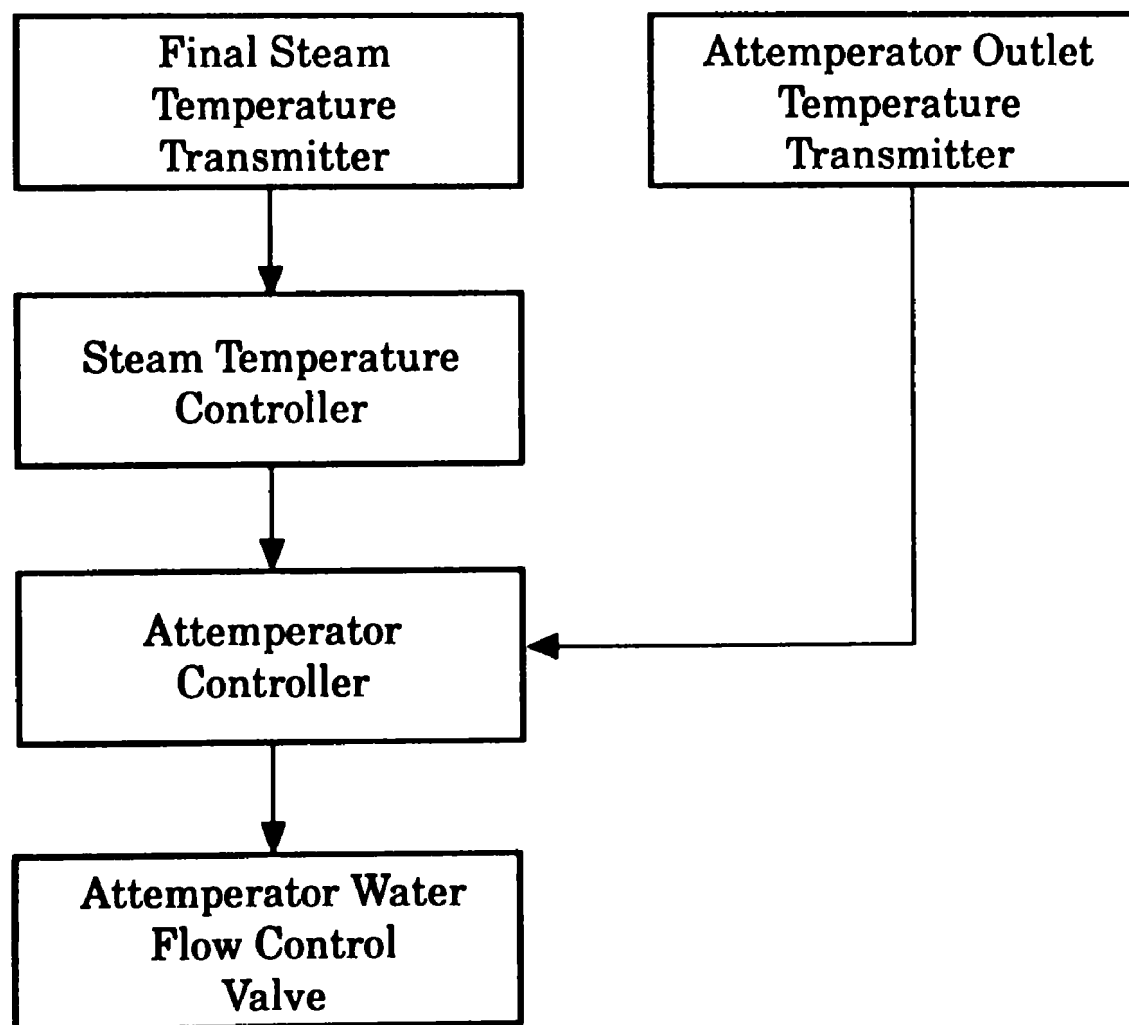 Final Steam
Temperature
Transmitter
Attemperator Outlet
Temperature
Transmitter
Steam Temperature
Controller
Attemperator
Controller
Attemperator Water
Flow Control
Valve